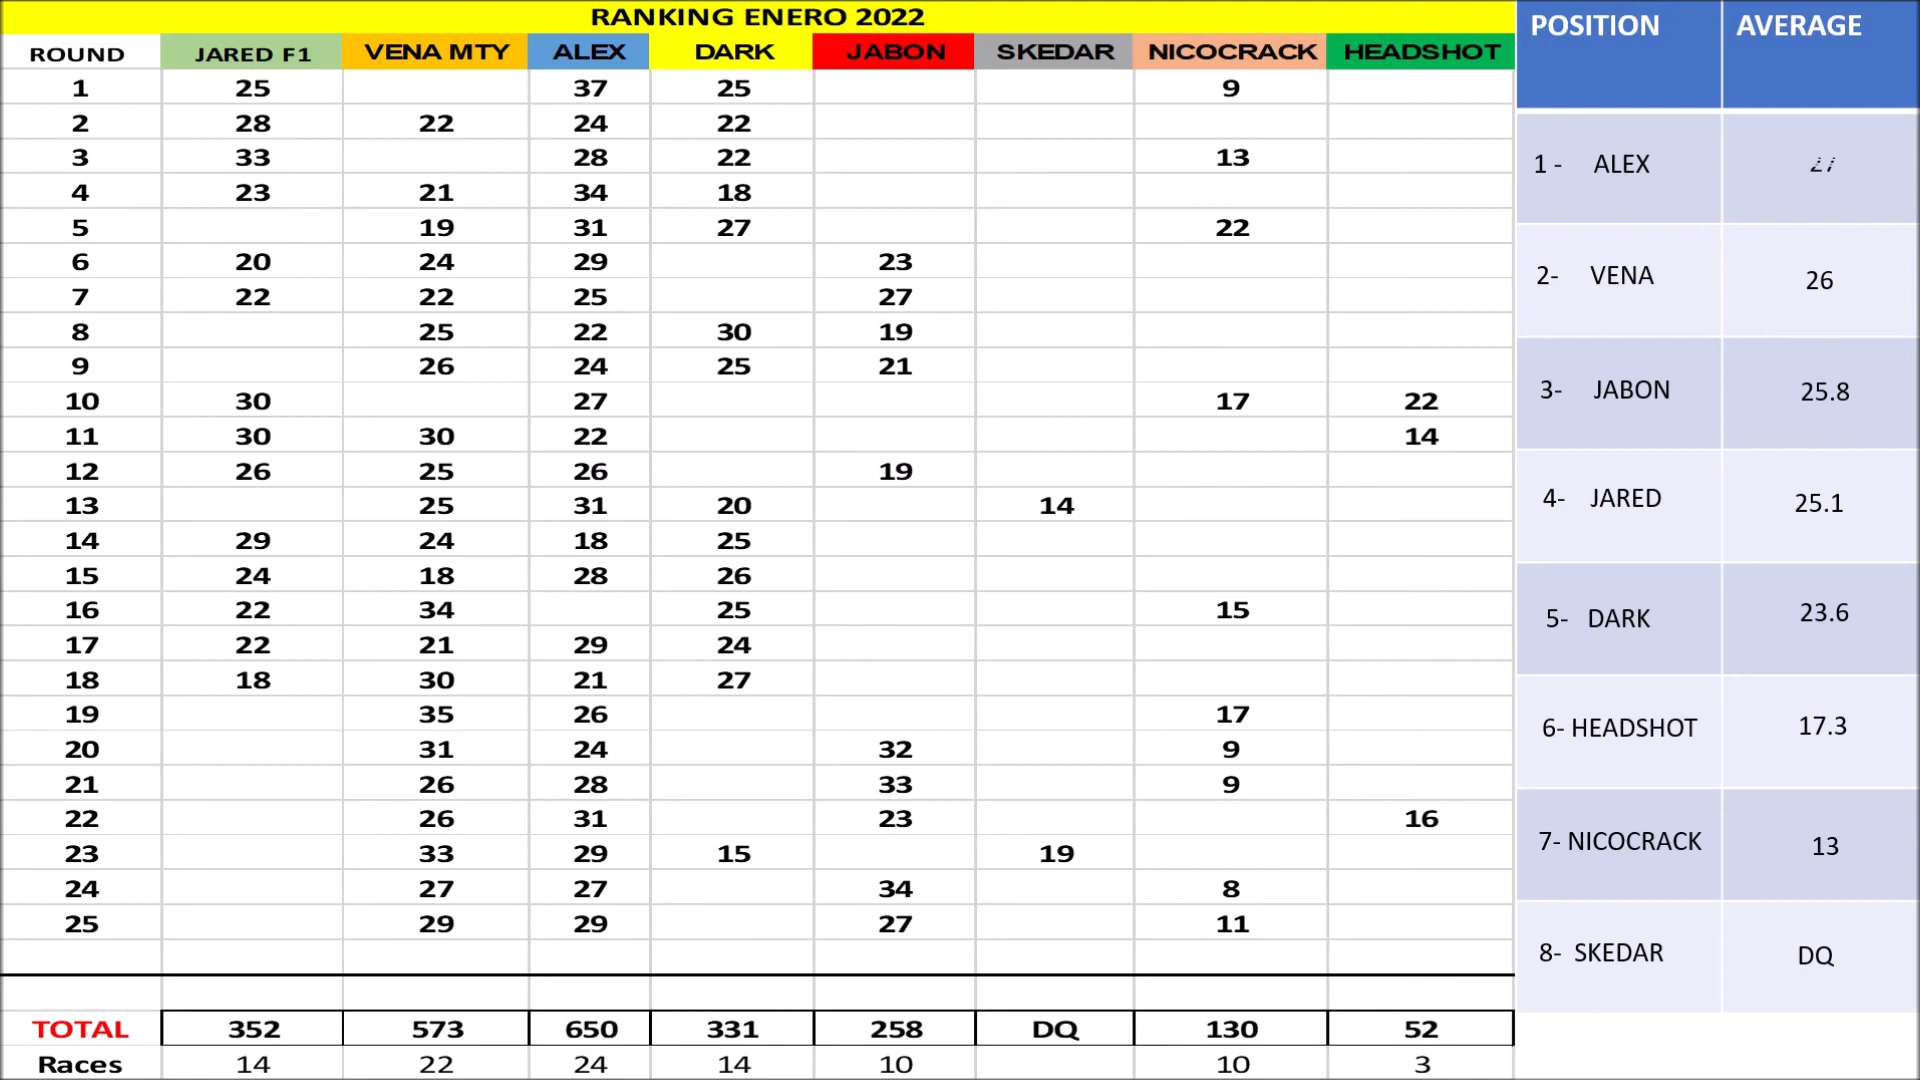 RANKING ENERO 2022
ROUND JARED F1 VENA MTY ALEX DARK JABON SKEDAR NICOCRACK HEADSHOT
1 25 37 25 9
2 28 22 24 22
3 33 28 22 13
4 23 21 34 18
5 19 31 27 22
6 20 24 29 23
7 22 22 25 27
8 25 22 30 19
9 26 24 25 21
10 30 27 17 22
11 30 30 22 14
12 26 25 26 19
13 25 31 20 14
14 29 24 18 25
15 24 18 28 26
16 22 34 25 15
17 22 21 29 24
18 18 30 21 27
19 35 26 17
20 31 24 32 9
21 26 28 33 9
22 26 31 23 16
23 33 29 15 19
24 27 27 34 8
25 29 29 27 11
TOTAL 352 573 650 331 258 DQ 130 52
Races 14 22 24 14 10 10 3
POSITION AVERAGE
1 - ALEX
2- VENA 26
3- JABON 25.8
4- JARED 25.1
5- DARK 23.6
6- HEADSHOT 17.3
7- NICOCRACK 13
8- SKEDAR DQ